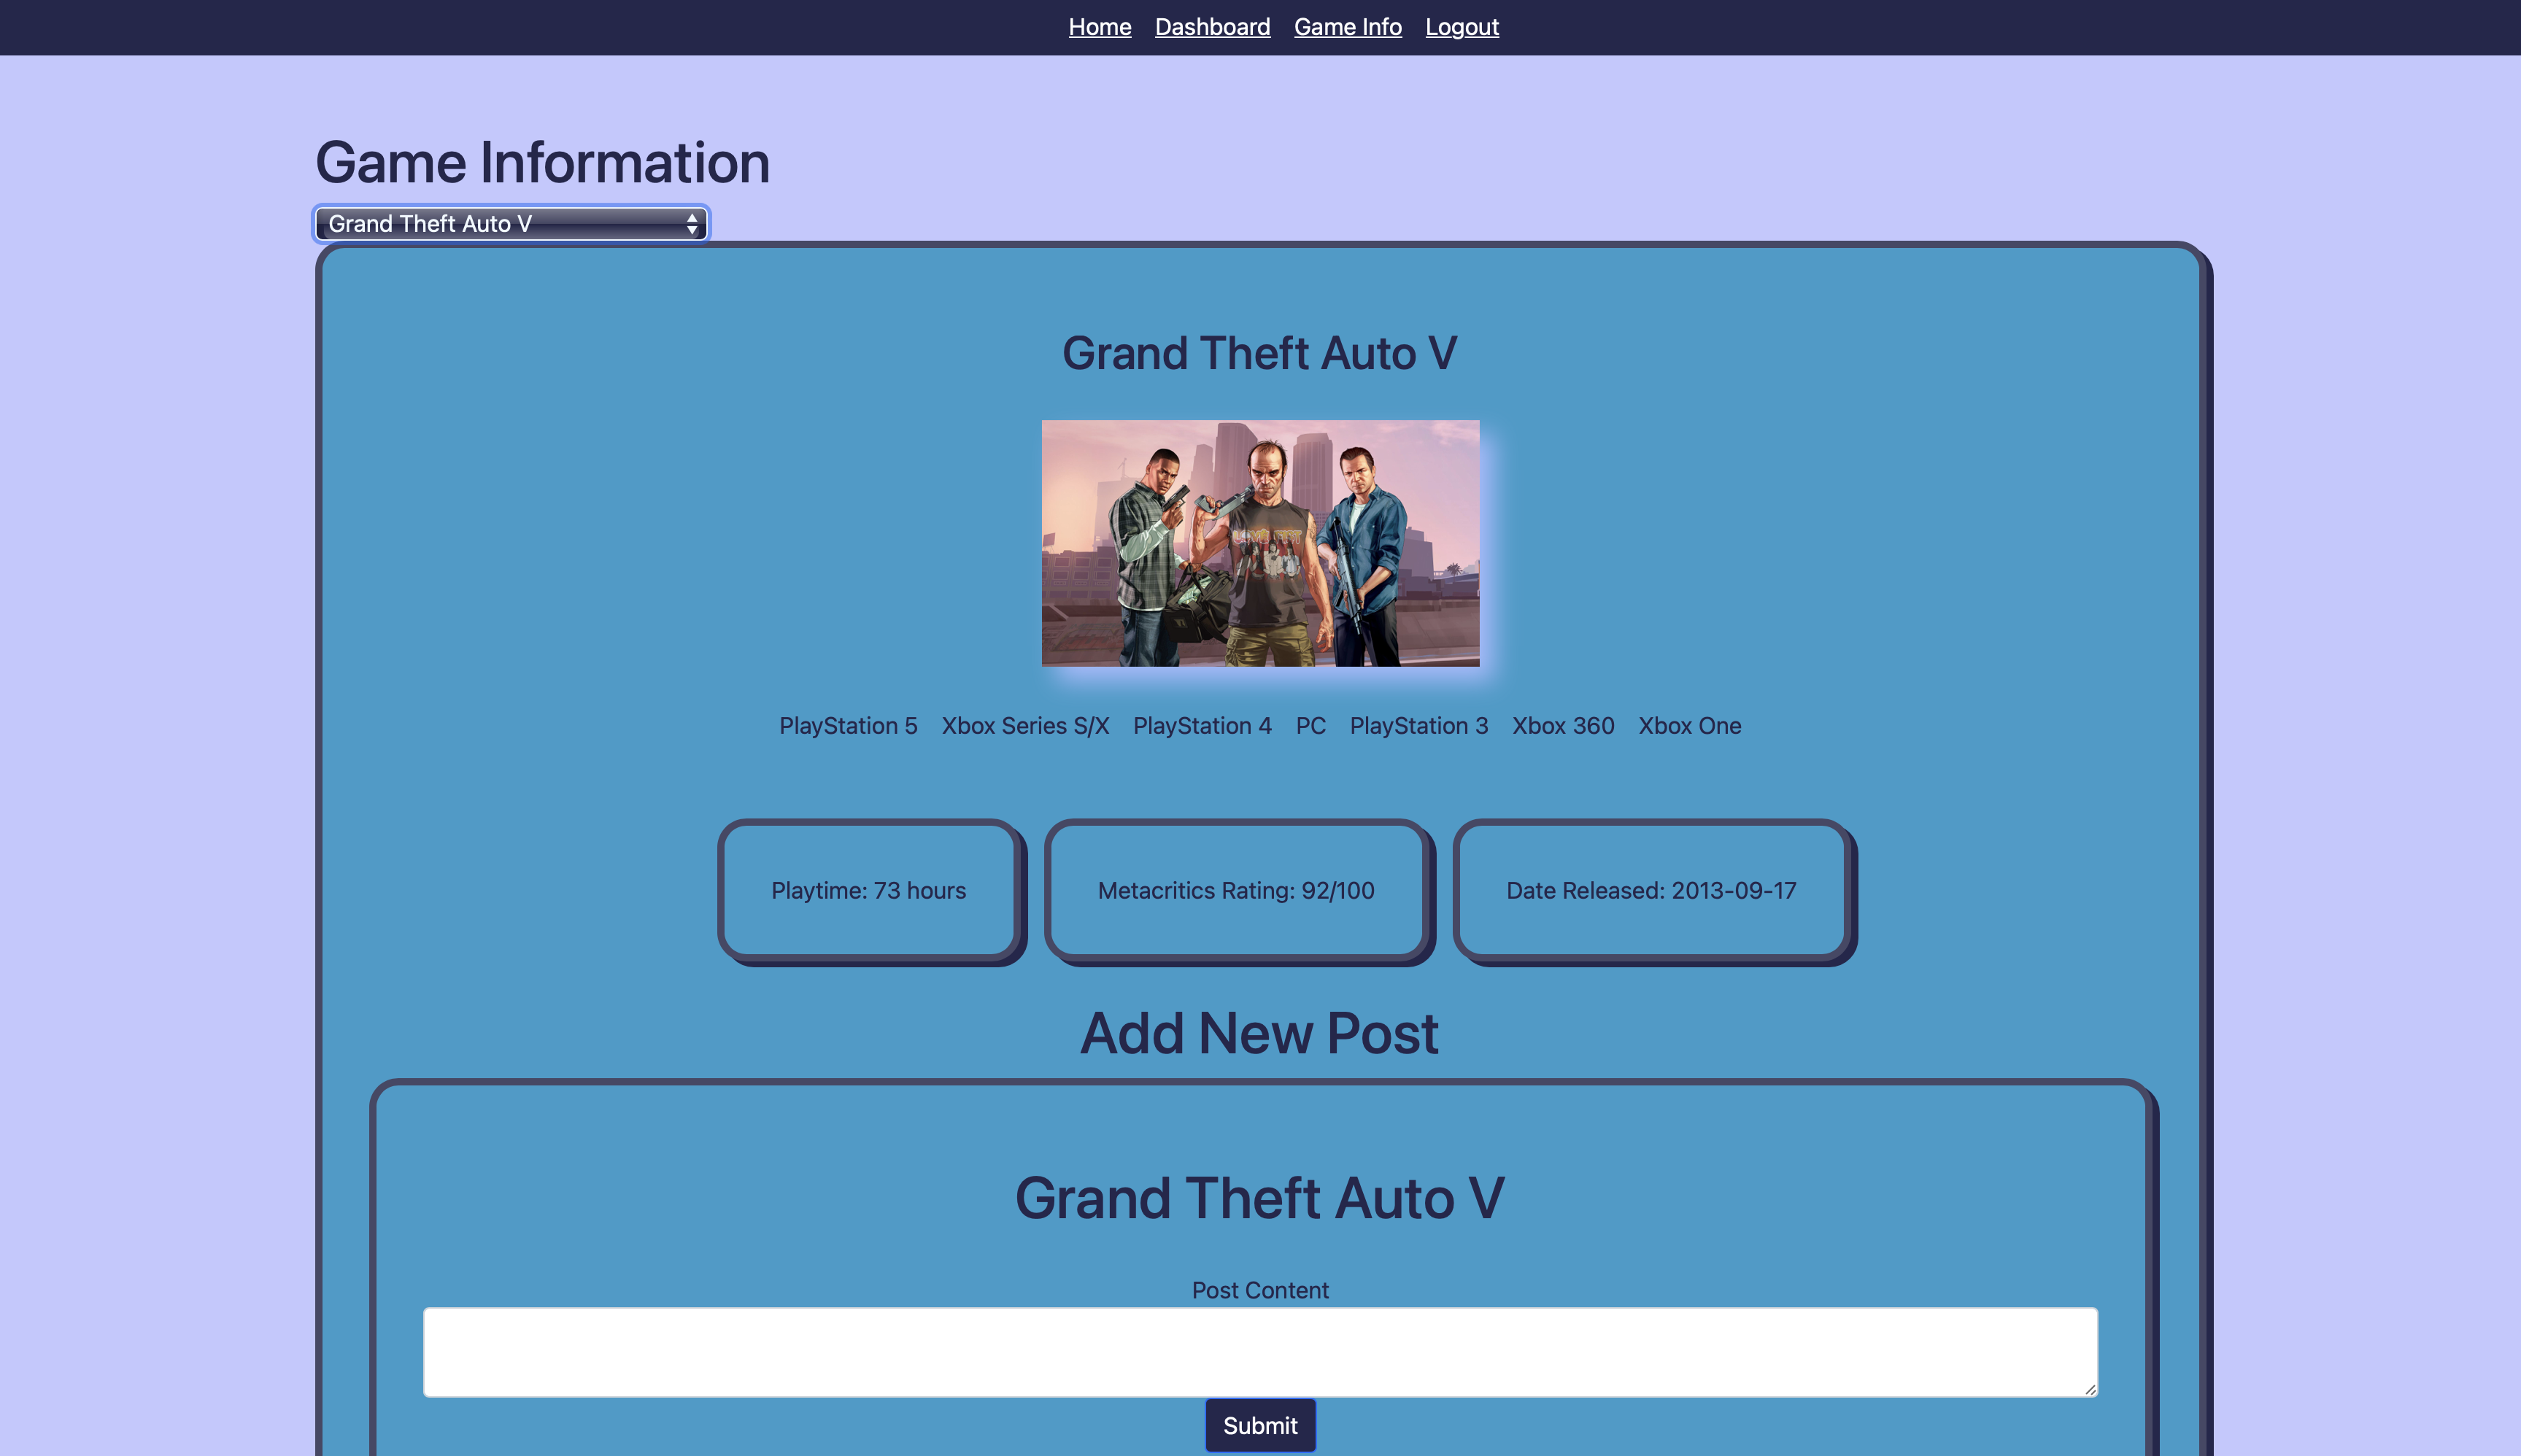 Home Dashboard Game Info Logout
Game Information
Grand Theft Auto V
Grand Theft Auto V
PlayStation 5 Xbox Series S/X PlayStation 4 PC PlayStation 3 Xbox 360 Xbox One
Playtime: 73 hours Metacritics Rating: 92/100 Date Released: 2013-09-17
Add New Post
Grand Theft Auto V
Post Content
Submit